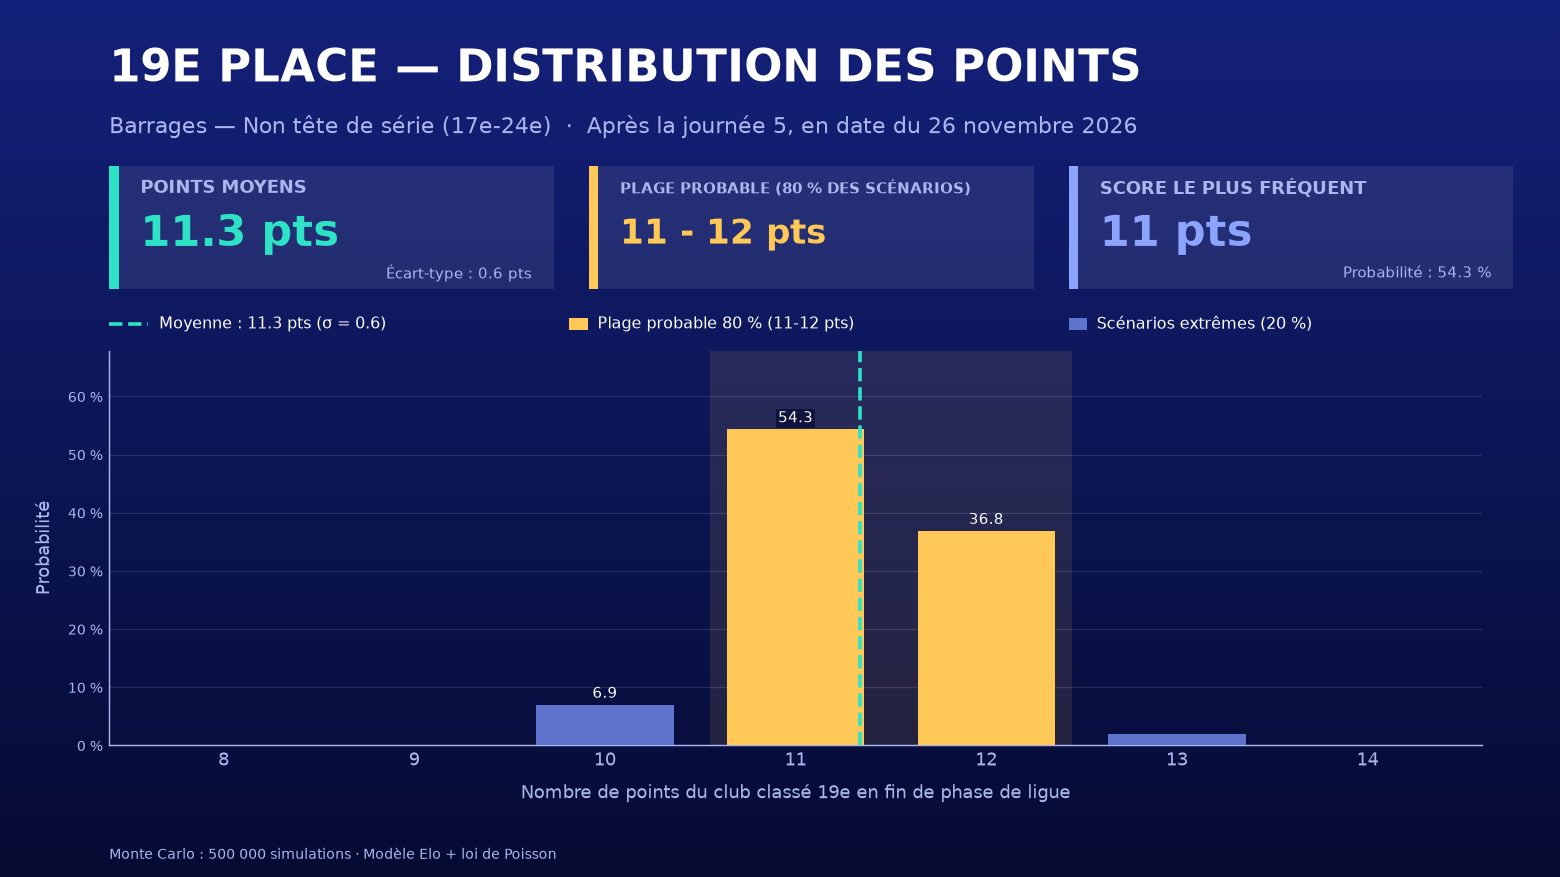 19E PLACE — DISTRIBUTION DES POINTS
Barrages — Non tête de série (17e-24e) · Après la journée 5, en date du 26 novembre 2026
POINTS MOYENS
11.3 pts
Écart-type : 0.6 pts
PLAGE PROBABLE (80 % DES SCÉNARIOS)
11 - 12 pts
SCORE LE PLUS FRÉQUENT
11 pts
Probabilité : 54.3 %
Moyenne : 11.3 pts (σ = 0.6)
Plage probable 80 % (11-12 pts)
Scénarios extrêmes (20 %)
Probabilité
60 %
50 %
40 %
30 %
20 %
10 %
0 %
6.9
54.3
36.8
8
9
10
11
12
13
14
Nombre de points du club classé 19e en fin de phase de ligue
Monte Carlo : 500 000 simulations · Modèle Elo + loi de Poisson